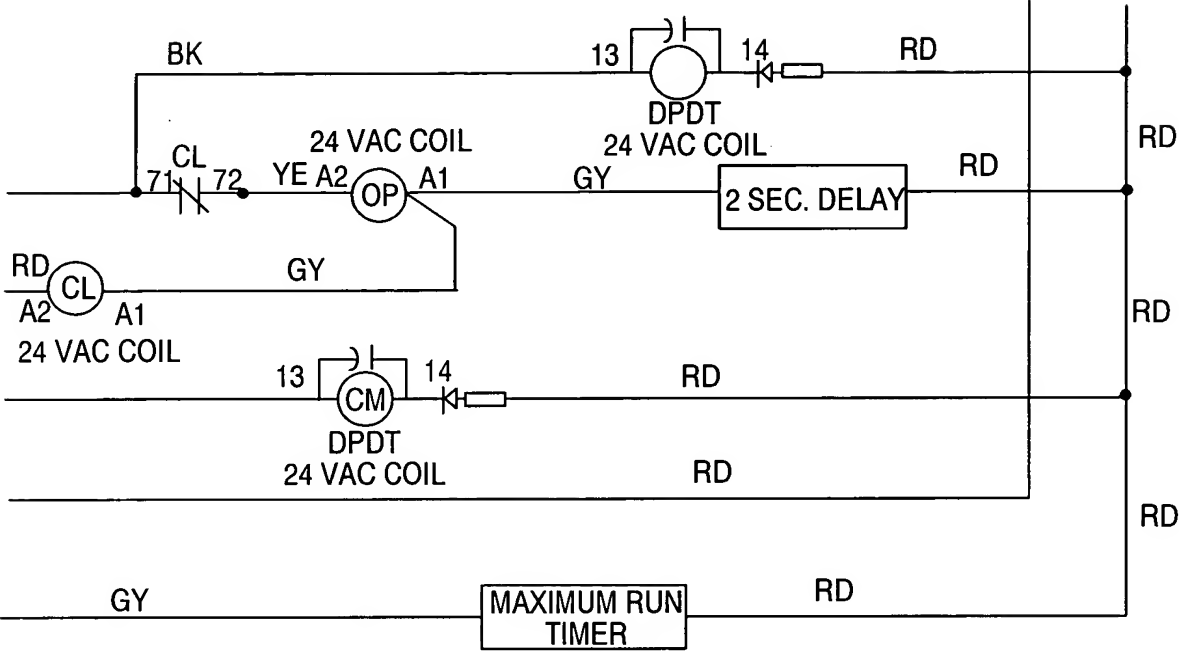 BK
13
14
RD
DPDT
24 VAC COIL
RD
24 VAC COIL
CL
71
72
YE A2
OP
A1
GY
2 SEC. DELAY
RD
RD
CL
GY
A2
A1
24 VAC COIL
RD
13
14
CM
RD
DPDT
24 VAC COIL
RD
RD
GY
MAXIMUM RUN
TIMER
RD